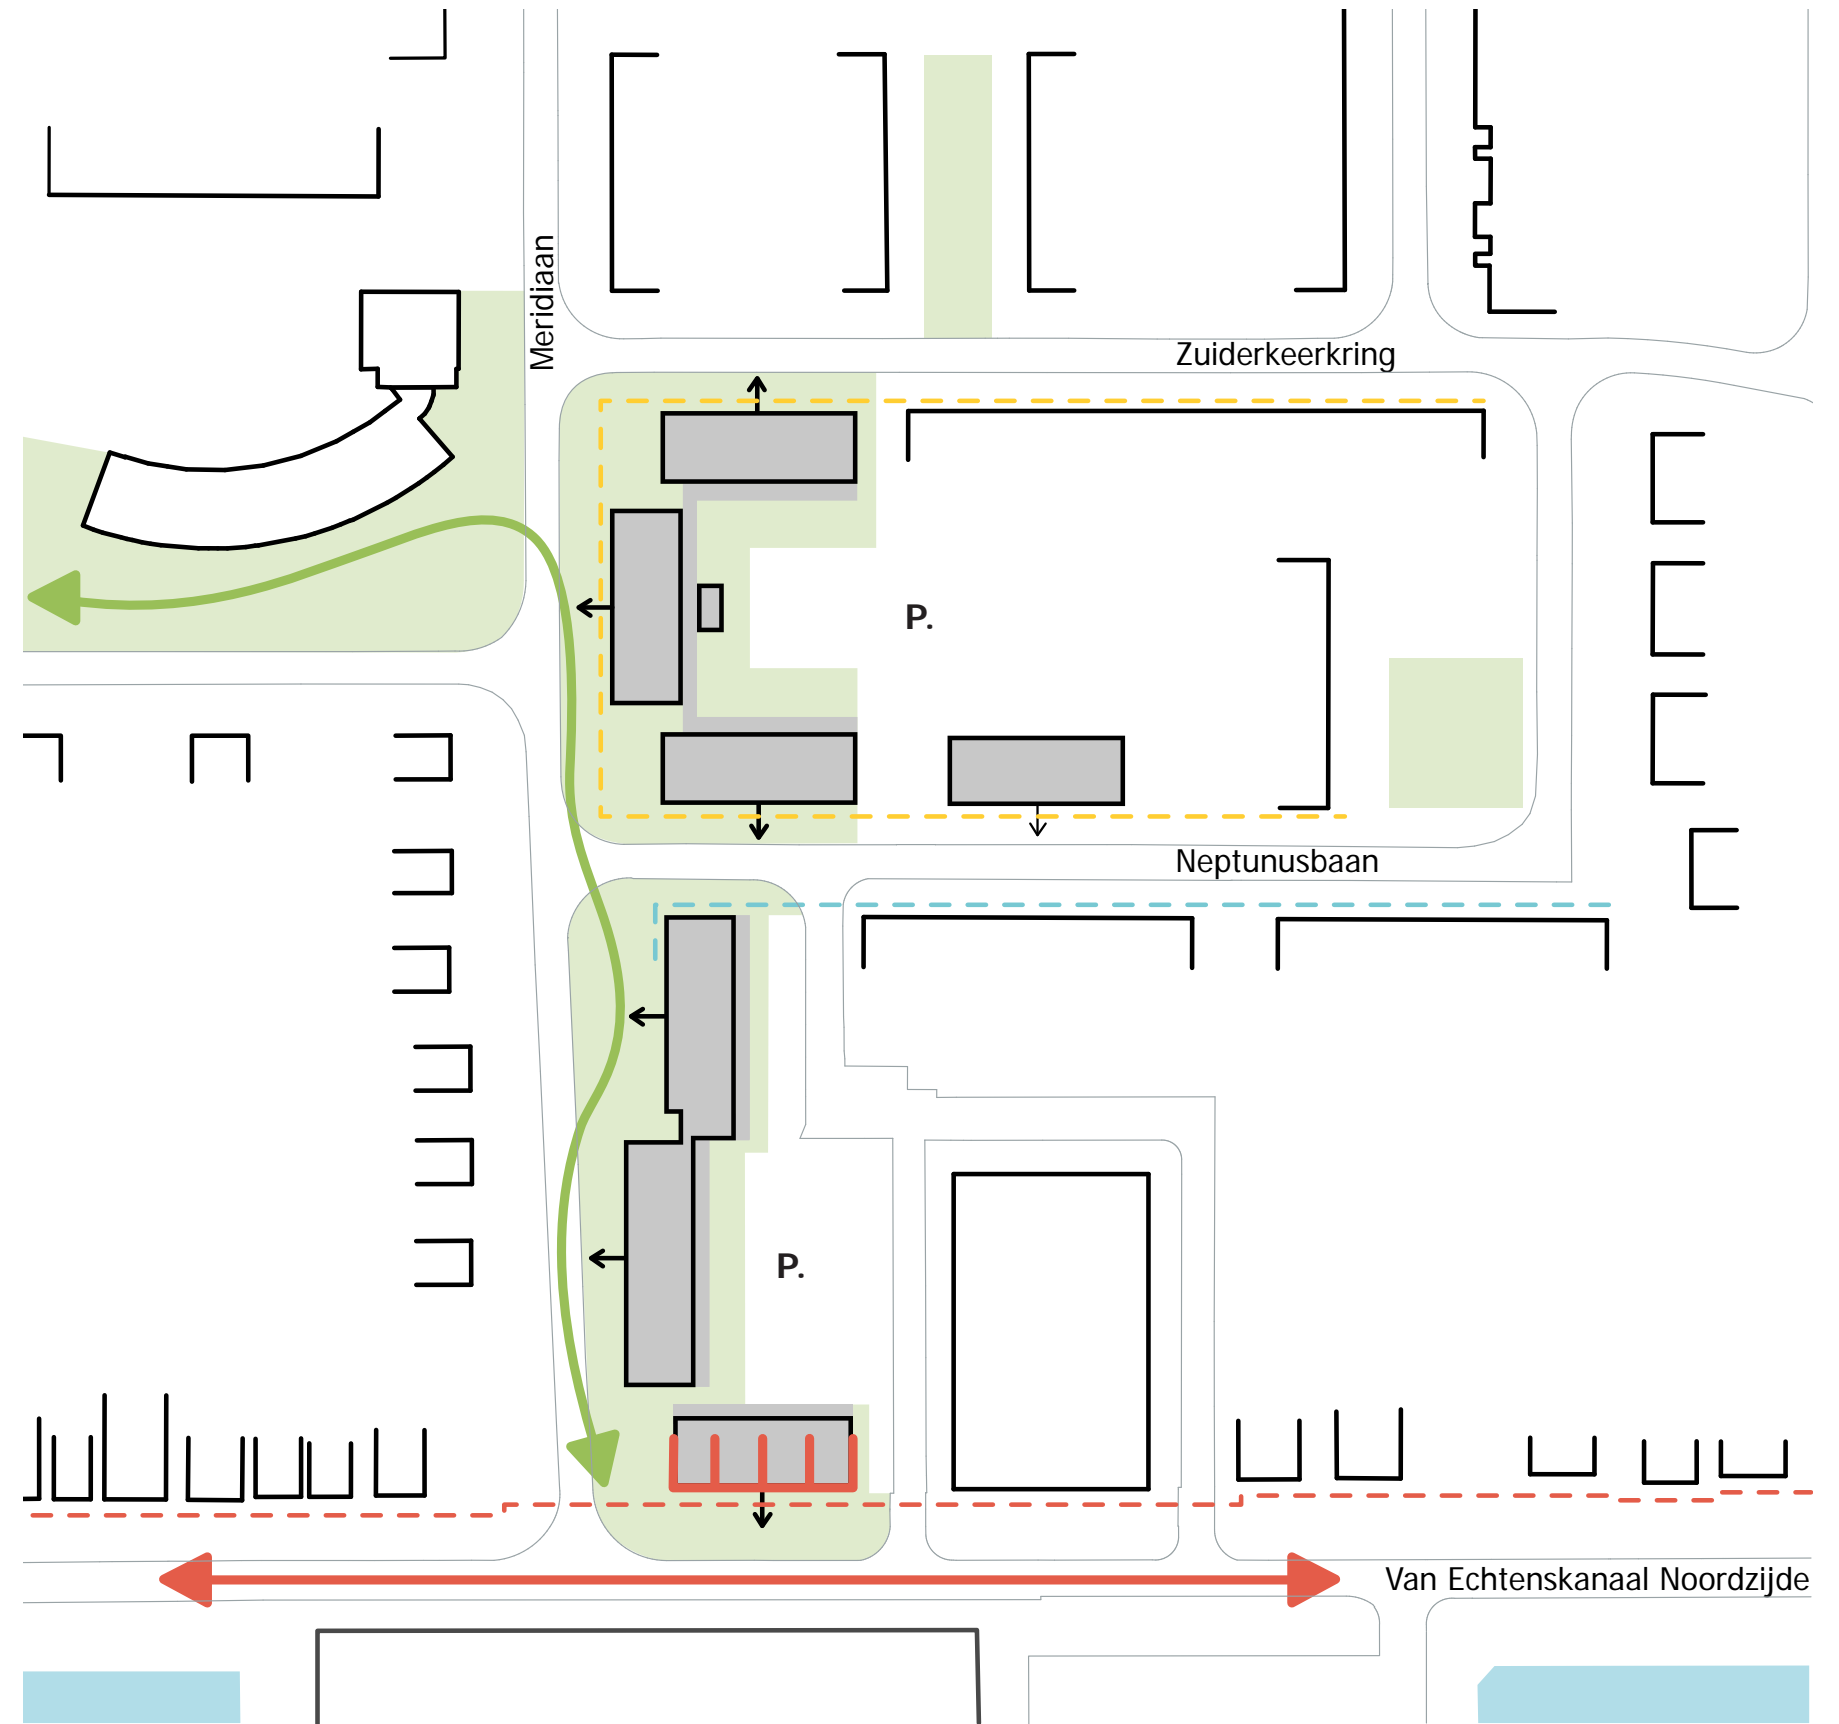 Meridiaan
Zuiderkeerkring
P.
Neptunusbaan
P.
Van Echtenskanaal Noordzijde